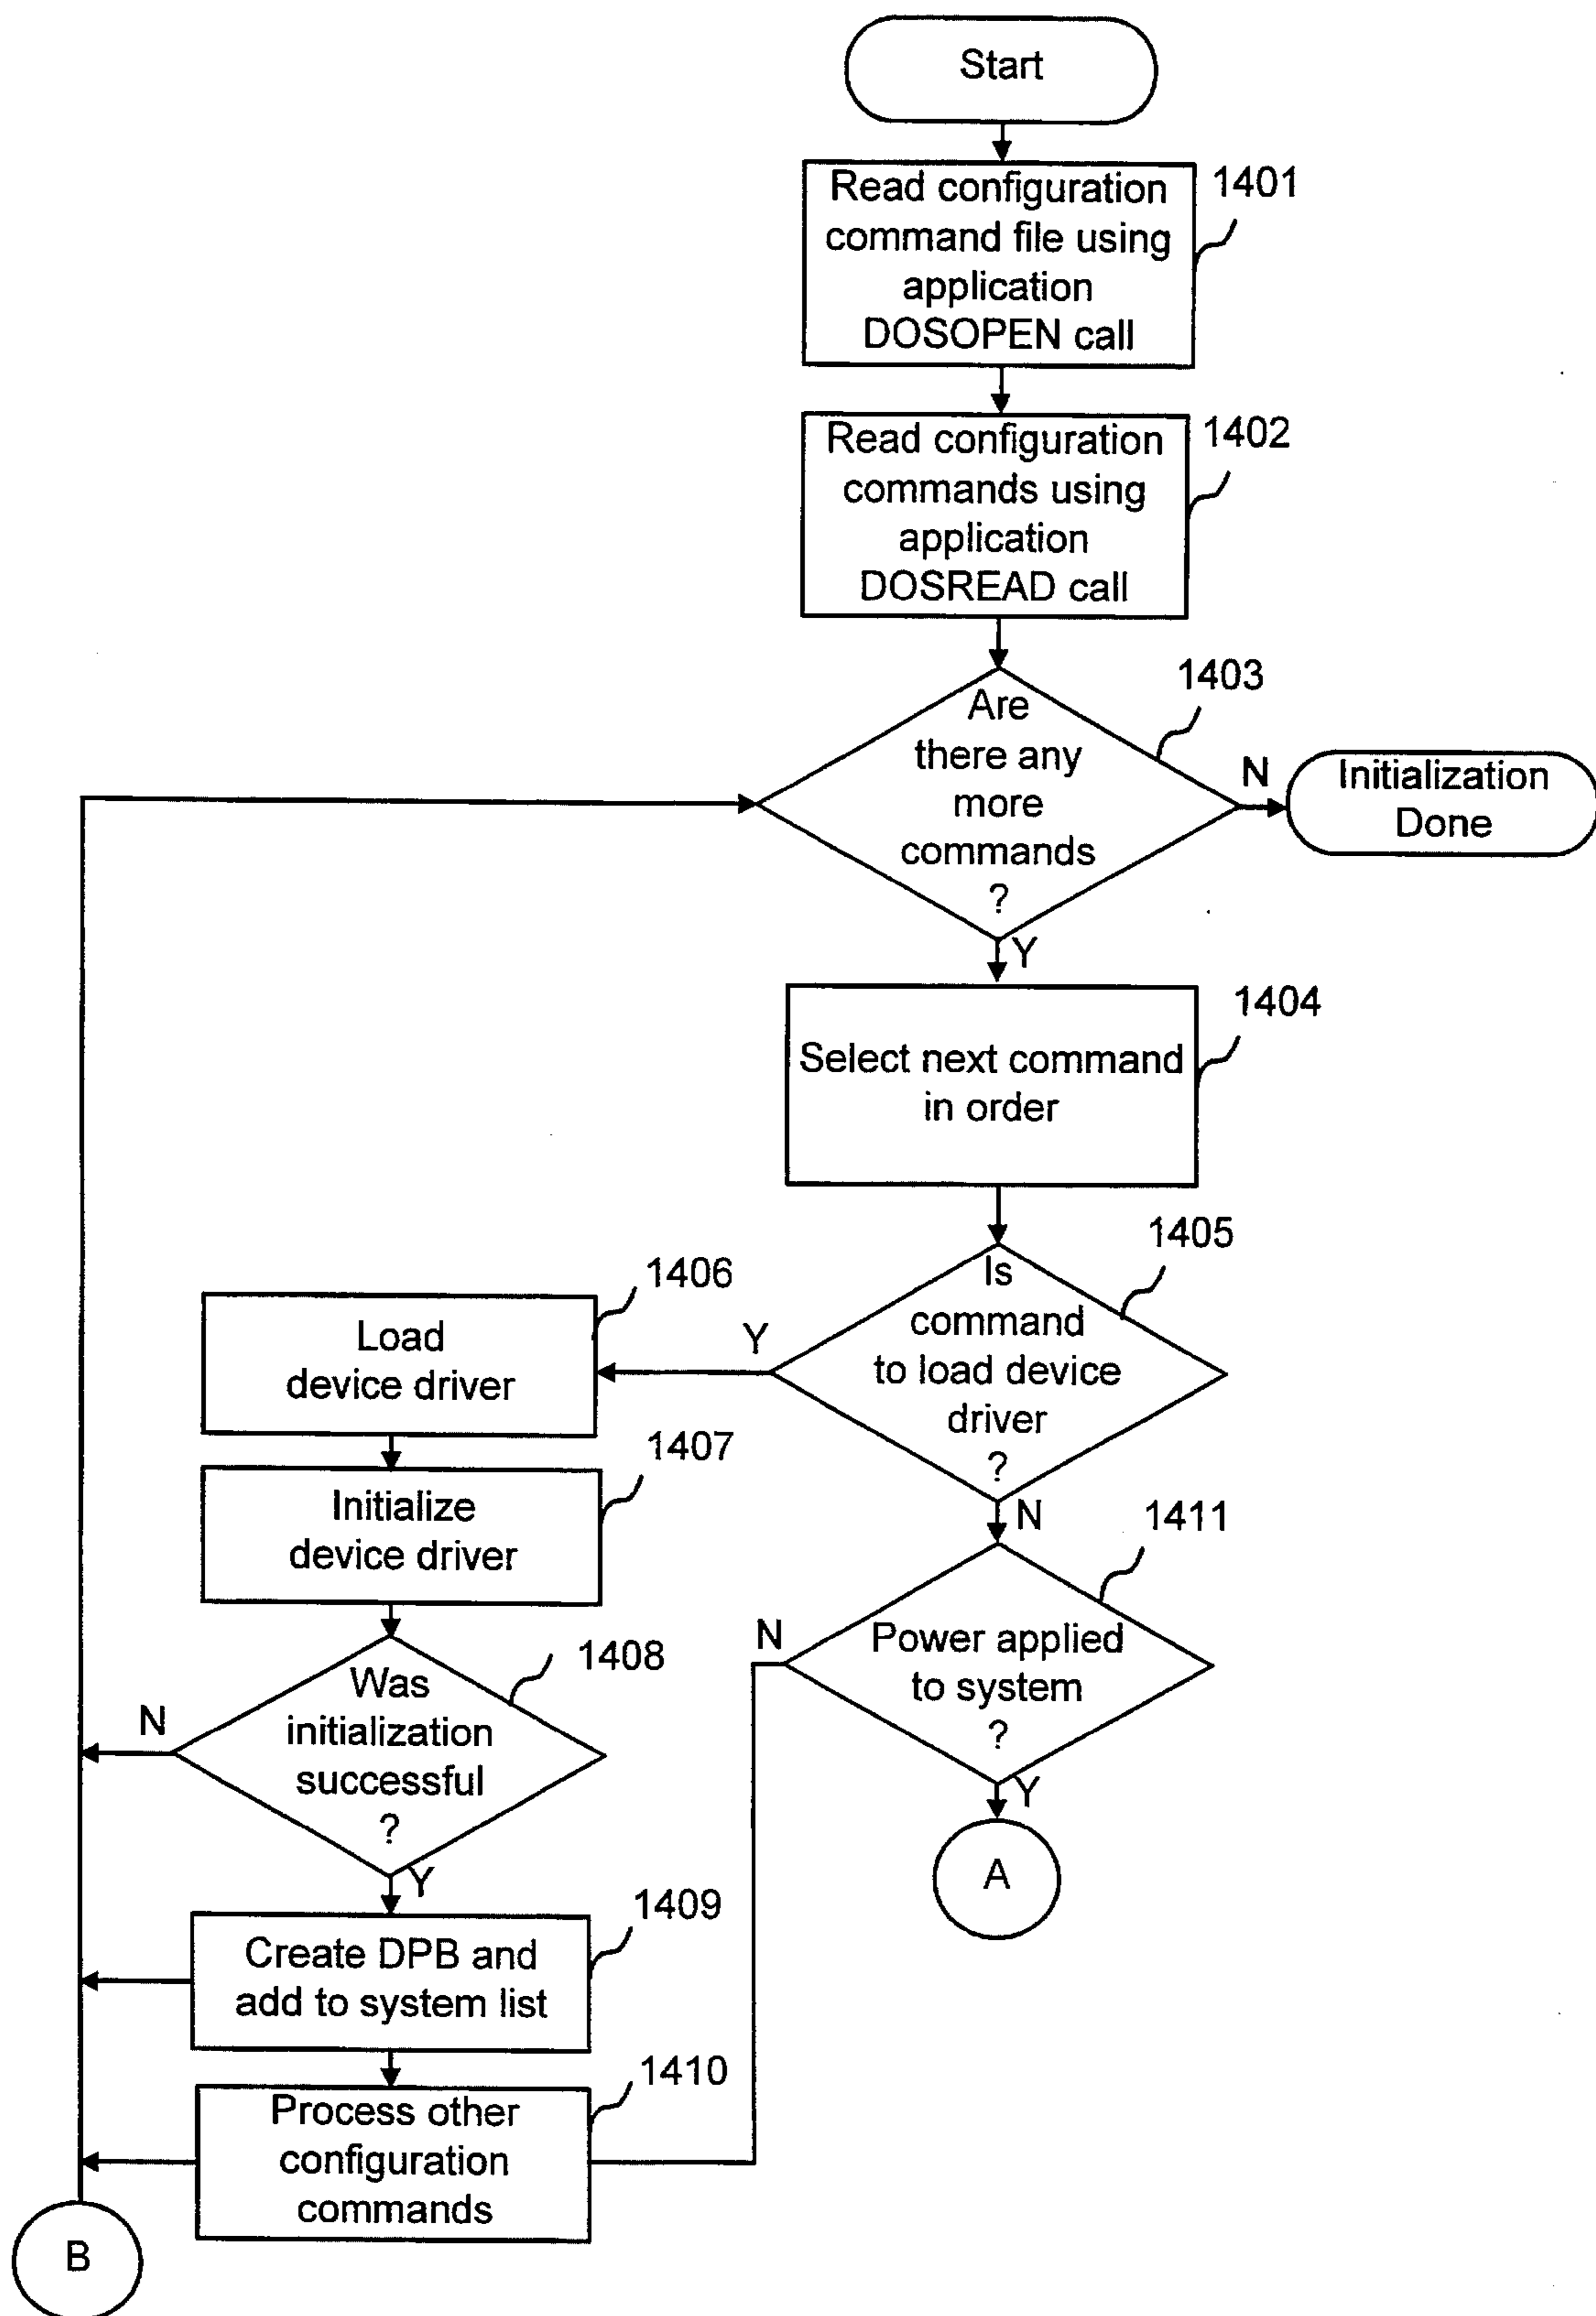 Start
Read configuration
command file using
application
DOSOPEN call
1401
Read configuration
commands using
application
DOSREAD call
1402
Are
there any
more
commands
?
1403
N
Initialization
Done
Y
Select next command
in order
1404
Is
command
to load device
driver
?
1405
Y
N
Load
device driver
1406
Initialize
device driver
1407
Was
initialization
successful
?
1408
N
Y
Power applied
to system
?
1411
N
Y
A
Create DPB and
add to system list
1409
Process other
configuration
commands
1410
B